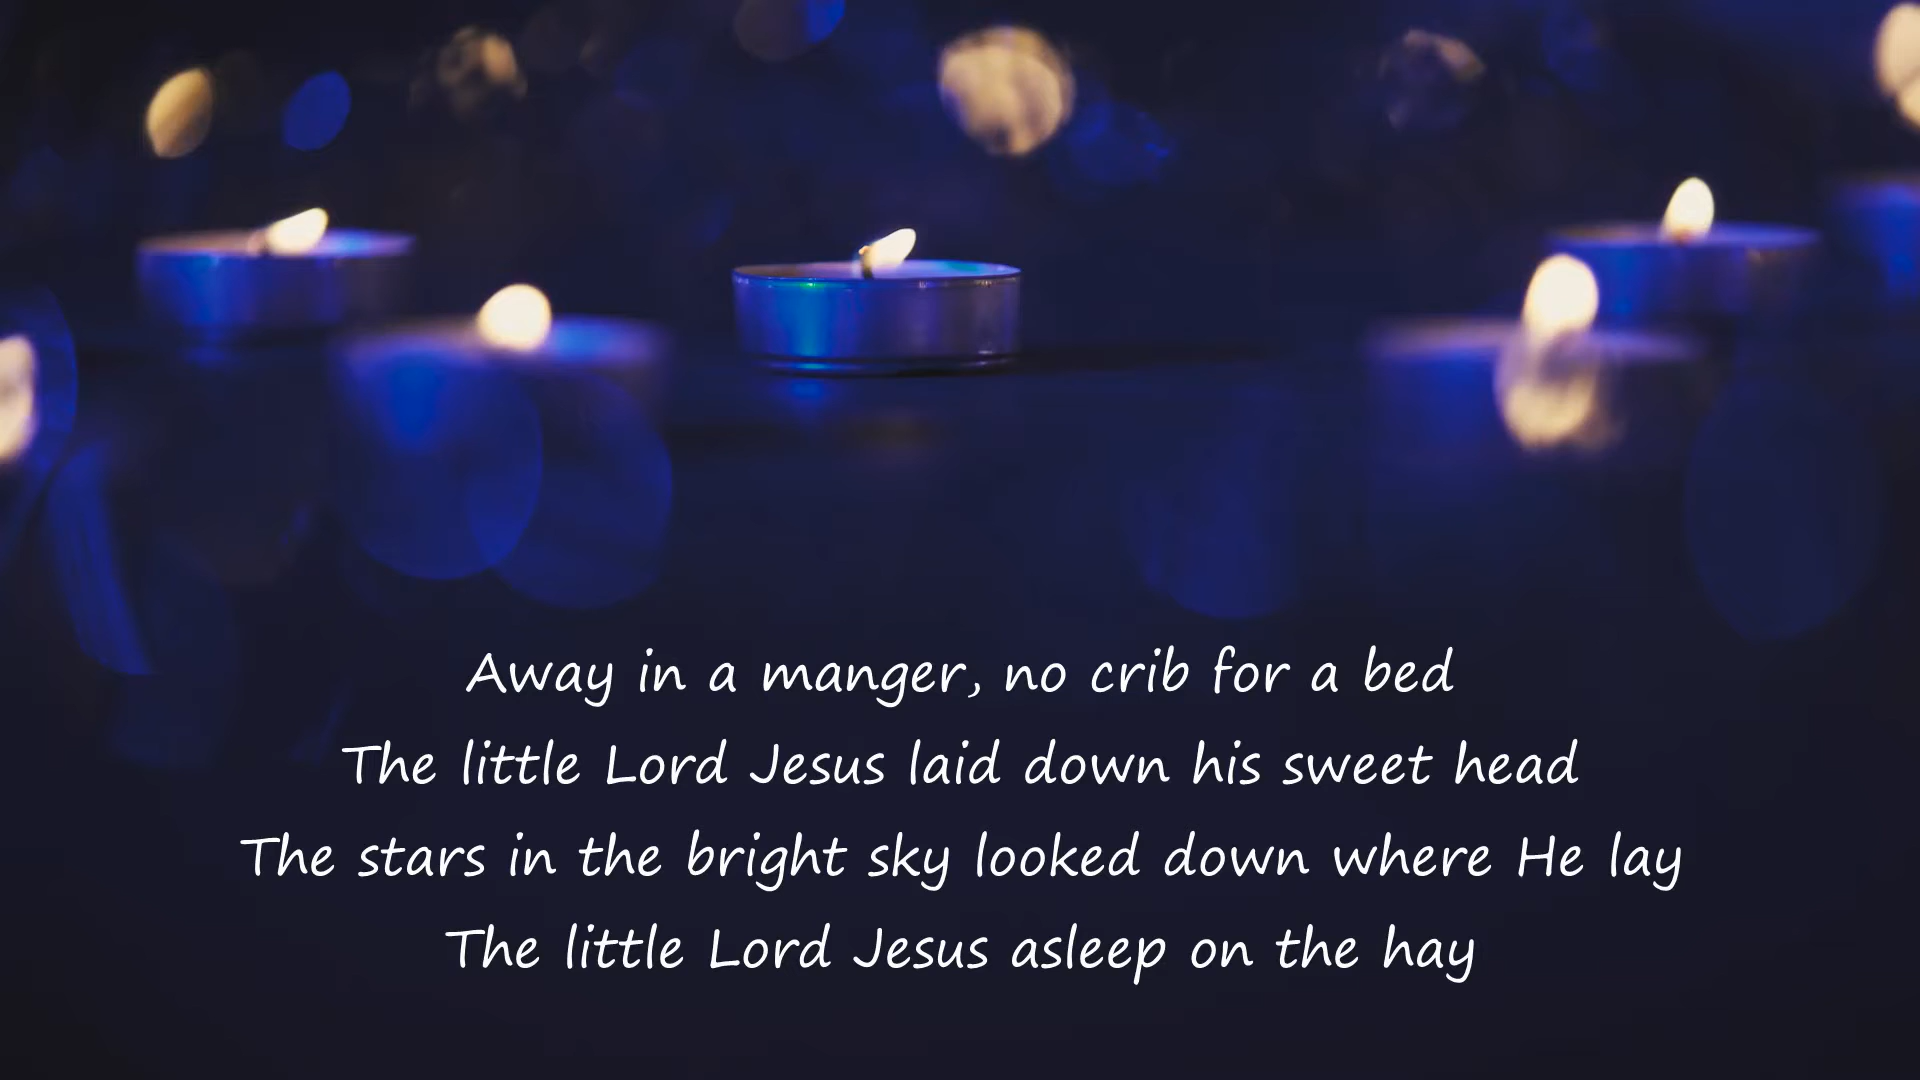 Away in a manger, no crib for a bed
The little Lord Jesus laid down his sweet head
The stars in the bright sky looked down where He lay
The little Lord Jesus asleep on the hay